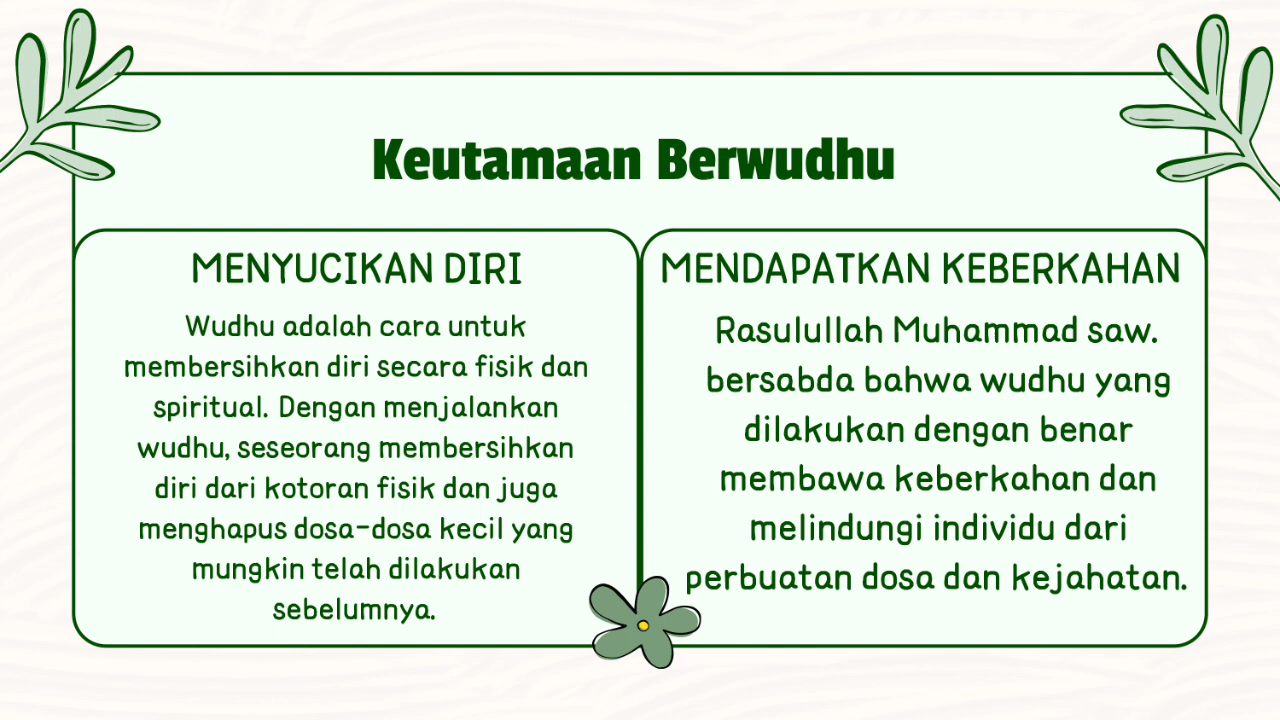 Keutamaan Berwudhu
MENYUCIKAN DIRI
Wudhu adalah cara untuk
membersihkan diri secara fisik dan
spiritual. Dengan menjalankan
wudhu, seseorang membersihkan
diri dari kotoran fisik dan juga
menghapus dosa-dosa kecil yang
mungkin telah dilakukan
sebelumnya.
MENDAPATKAN KEBERKAHAN
Rasulullah Muhammad saw.
bersabda bahwa wudhu yang
dilakukan dengan benar
membawa keberkahan dan
melindungi individu dari
perbuatan dosa dan kejahatan.